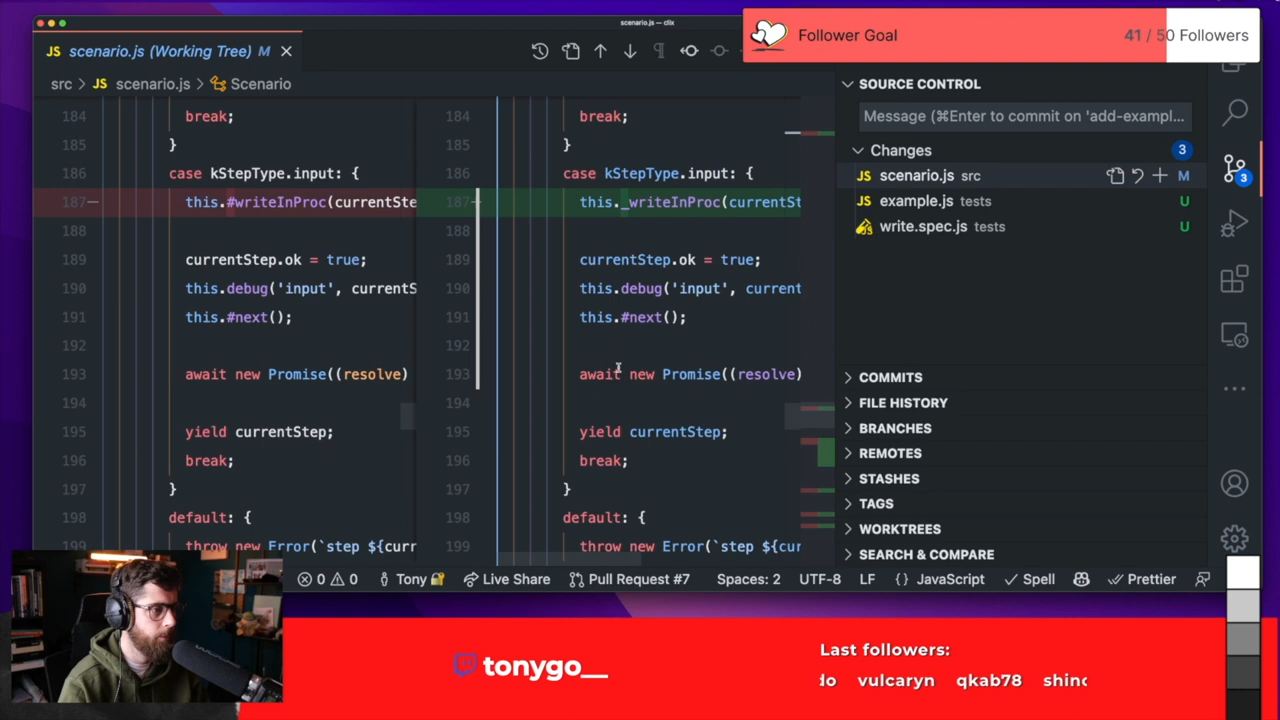 scenario.js — clix
Follower Goal
41 / 50 Followers
JS scenario.js (Working Tree) M
src > JS scenario.js > Scenario
184 break;
185 }
186 case kStepType.input: {
187 this.#writeInProc(currentSte
188
189 currentStep.ok = true;
190 this.debug('input', currentS
191 this.#next();
192
193 await new Promise((resolve)
194
195 yield currentStep;
196 break;
197 }
198 default: {
199 throw new Error(`step ${curr
184 break;
185 }
186 case kStepType.input: {
187 this._writeInProc(currentSt
188
189 currentStep.ok = true;
190 this.debug('input', current
191 this.#next();
192
193 await new Promise((resolve)
194
195 yield currentStep;
196 break;
197 }
198 default: {
199 throw new Error(`step ${cu
SOURCE CONTROL
Message (⌘Enter to commit on 'add-exampl...
Changes 3
JS scenario.js src M
JS example.js tests U
write.spec.js tests U
COMMITS
FILE HISTORY
BRANCHES
REMOTES
STASHES
TAGS
WORKTREES
SEARCH & COMPARE
3
0 0 Tony Live Share Pull Request #7 Spaces: 2 UTF-8 LF {} JavaScript Spell Prettier
tonygo__
Last followers:
do vulcaryn qkab78 shinc